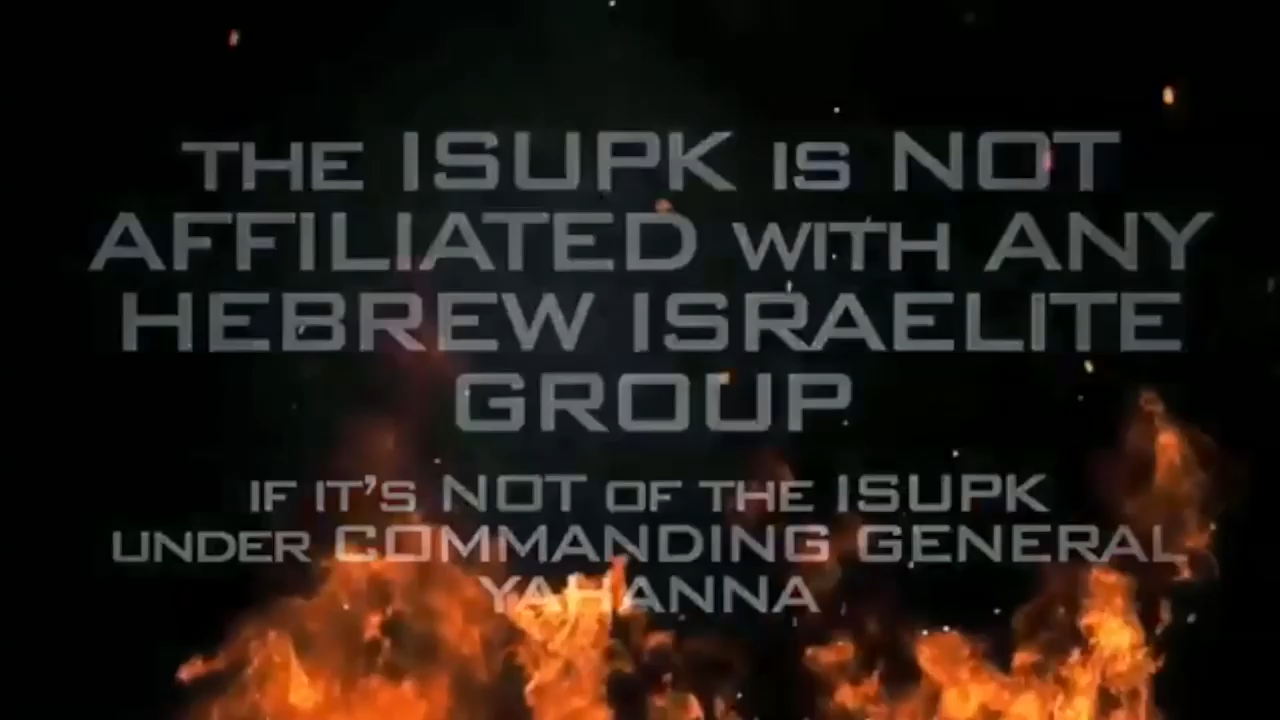 THE ISUPK IS NOT
AFFILIATED WITH ANY
HEBREW ISRAELITE
GROUP
IF IT'S NOT OF THE ISUPK
UNDER COMMANDING GENERAL
YAHANNA